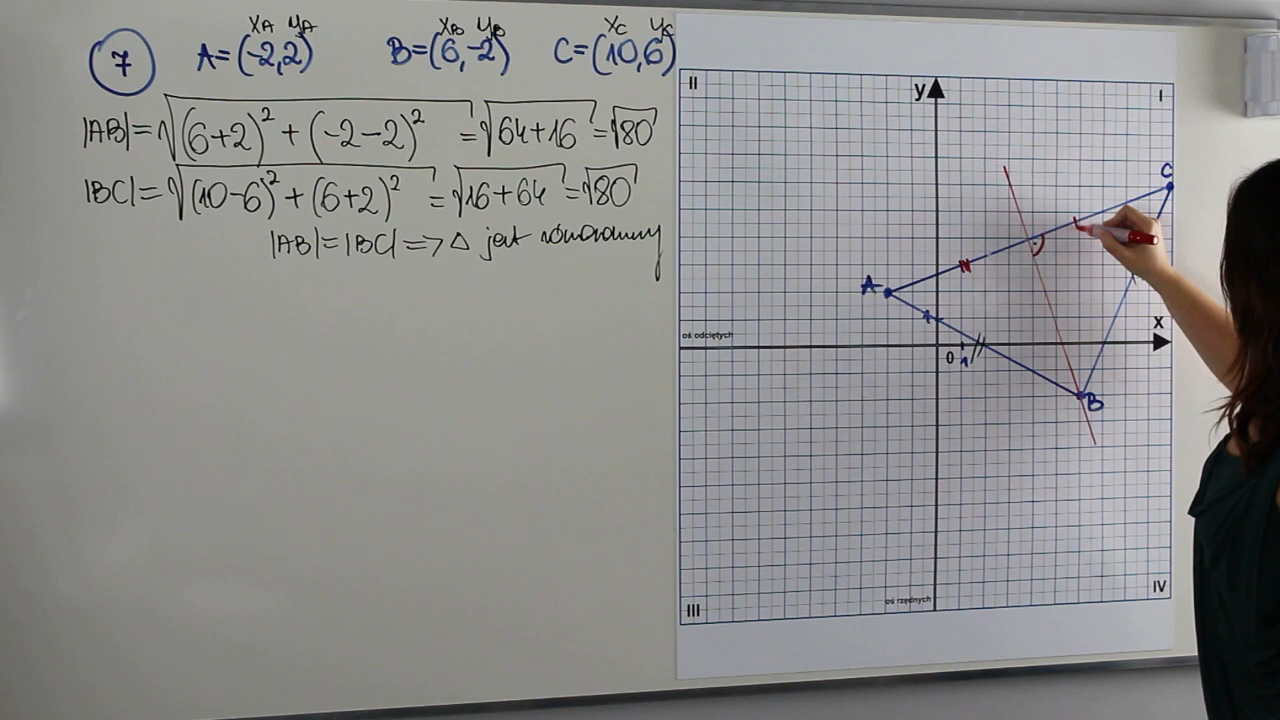 xA yA xB yB xC yC
7 A=(-2,2) B=(6,-2) C=(10,6)
|AB|=√(6+2)²+(-2-2)² =√64+16=√80
|BC|=√(10-6)²+(6+2)² =√16+64=√80
|AB|=|BC| => △ jest równoramienny
II
I
y
C
A
1
oś odciętych
x
0 1
B
oś rzędnych
III
IV